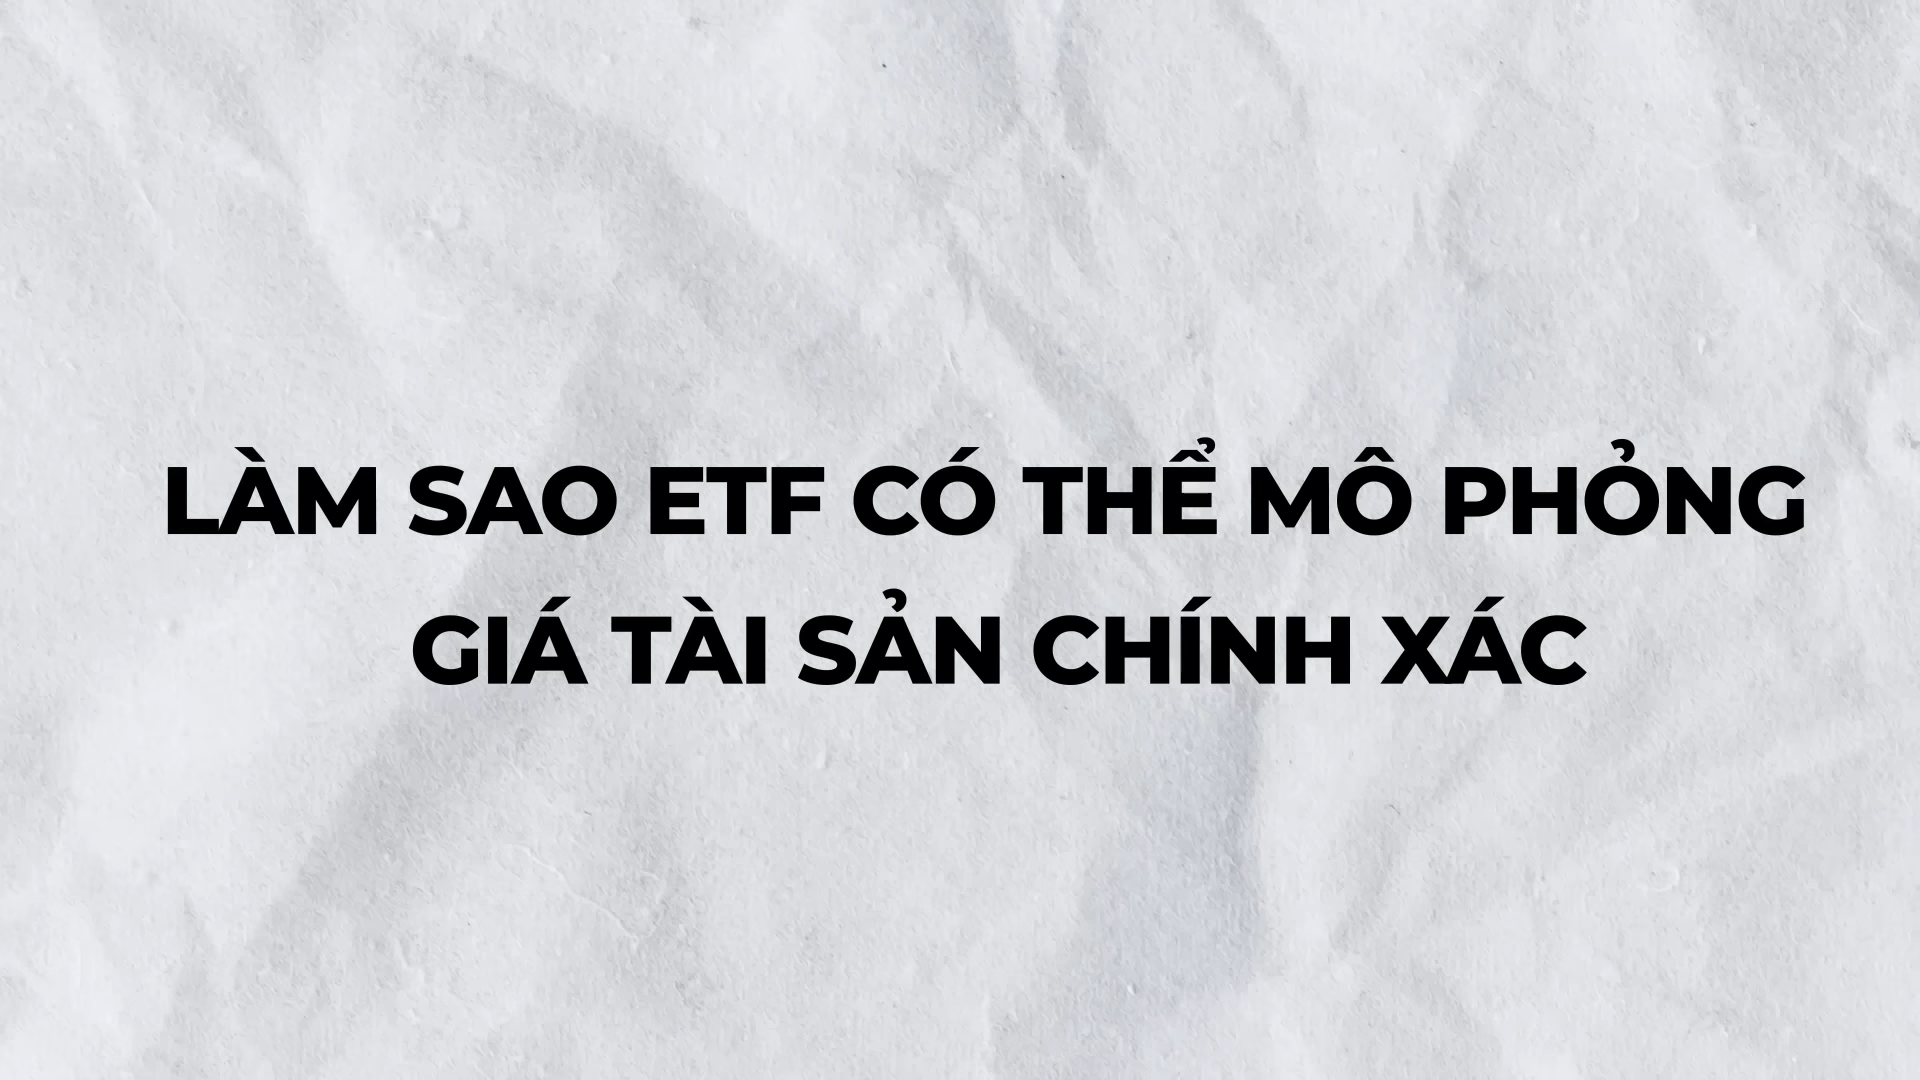 LÀM SAO ETF CÓ THỂ MÔ PHỎNG
GIÁ TÀI SẢN CHÍNH XÁC